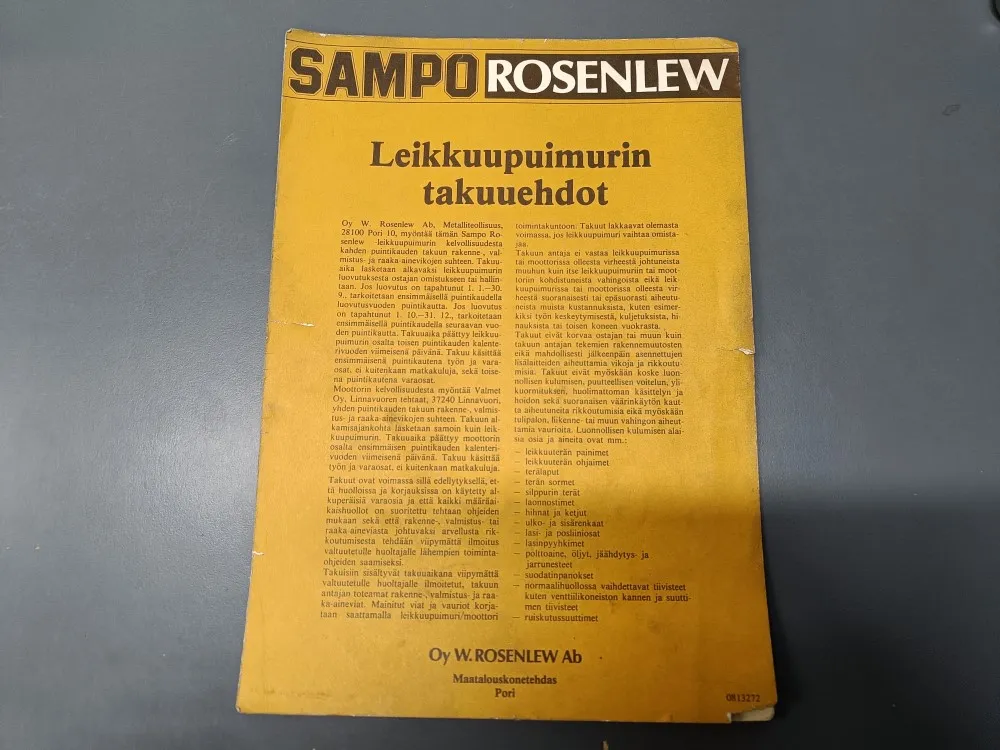 SAMPO ROSENLEW
Leikkuupuimurin
takuuehdot
Oy W. Rosenlew Ab, Metalliteollisuus,
28100 Pori 10, myöntää tämän Sampo Ro-
senlew leikkuupuimurin kelvollisuudesta
kahden puintikauden takuun rakenne-, val-
mistus- ja raaka-ainevikojen suhteen. Takuu-
aika lasketaan alkavaksi leikkuupuimurin
luovutuksesta ostajan omistukseen tai hallin-
taan. Jos luovutus on tapahtunut 1. 1.—30.
9., tarkoitetaan ensimmäisellä puintikaudella
luovutusvuoden puintikautta. Jos luovutus
on tapahtunut 1. 10.—31. 12., tarkoitetaan
ensimmäisellä puintikaudella seuraavan vuo-
den puintikautta. Takuuaika päättyy leikkuu-
puimurin osalta toisen puintikauden kalente-
rivuoden viimeisenä päivänä. Takuu käsittää
ensimmäisenä puintikautena työn ja vara-
osat, ei kuitenkaan matkakuluja, sekä toise-
na puintikautena varaosat.
Moottorin kelvollisuudesta myöntää Valmet
Oy, Linnavuoren tehtaat, 37240 Linnavuori,
yhden puintikauden takuun rakenne-, valmis-
tus- ja raaka-ainevikojen suhteen. Takuun al-
kamisajankohta lasketaan samoin kuin leik-
kuupuimurin. Takuuaika päättyy moottorin
osalta ensimmäisen puintikauden kalenteri-
vuoden viimeisenä päivänä. Takuu käsittää
työn ja varaosat, ei kuitenkaan matkakuluja.
Takuut ovat voimassa sillä edellytyksellä, et-
tä huolloissa ja korjauksissa on käytetty al-
kuperäisiä varaosia ja että kaikki määräai-
kaishuollot on suoritettu tehtaan ohjeiden
mukaan sekä että rakenne-, valmistus- tai
raaka-aineviasta johtuvaksi arvellusta rik-
koutumisesta tehdään viipymättä ilmoitus
valtuutetulle huoltajalle lähempien toiminta-
ohjeiden saamiseksi.
Takuisiin sisältyvät takuuaikana viipymättä
valtuutetulle huoltajalle ilmoitetut, takuun
antajan toteamat rakenne-, valmistus- ja raa-
ka-aineviat. Mainitut viat ja vauriot korja-
taan saattamalla leikkuupuimuri/moottori
toimintakuntoon. Takuut lakkaavat olemasta
voimassa, jos leikkuupuimuri vaihtaa omista-
jaa.
Takuun antaja ei vastaa leikkuupuimurissa
tai moottorissa olleesta virheestä johtuneista
muuhun kuin itse leikkuupuimuriin tai moot-
toriin kohdistuneista vahingoista eikä leik-
kuupuimurissa tai moottorissa olleesta vir-
heestä suoranaisesti tai epäsuorasti aiheutu-
neista muista kustannuksista, kuten esimer-
kiksi työn keskeytymisestä, kuljetuksista, hi-
nauksista tai toisen koneen vuokrasta.
Takuut eivät korvaa ostajan tai muun kuin
takuun antajan tekemien rakennemuutosten
eikä mahdollisesti jälkeenpäin asennettujen
lisälaitteiden aiheuttamia vikoja ja rikkoutu-
misia. Takuut eivät myöskään koske luon-
nollisen kulumisen, puutteellisen voitelun, yli-
kuormituksen, huolimattoman käsittelyn ja
hoidon sekä suoranaisen väärinkäytön kaut-
ta aiheutuneita rikkoutumisia eikä myöskään
tulipalon, liikenne- tai muun vahingon aiheut-
tamia vaurioita. Luonnollisen kulumisen alai-
sia osia ja aineita ovat mm.:
— leikkuuterän painimet
— leikkuuterän ohjaimet
— terälaput
— terän sormet
— silppurin terät
— laonnostimet
— hihnat ja ketjut
— ulko- ja sisärenkaat
— lasi- ja posliiniosat
— lasinpyyhkimet
— polttoaine, öljyt, jäähdytys- ja
jarrunesteet
— suodatinpanokset
— normaalihuollossa vaihdettavat tiivisteet
kuten venttiilikoneiston kannen ja suutti-
men tiivisteet
— ruiskutussuuttimet
Oy W. ROSENLEW Ab
Maatalouskonetehdas
Pori
0813272